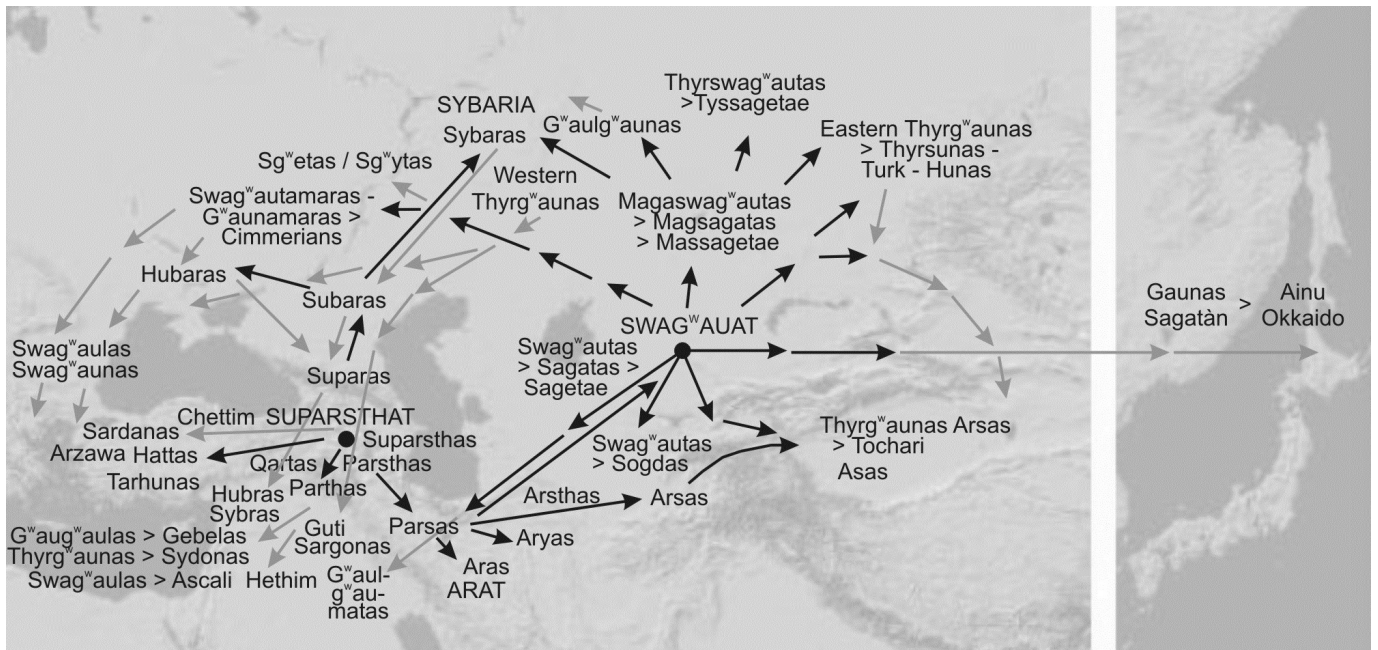 Thyrswagʷautas
>Tyssagetae
SYBARIA
Sybaras
Gʷaulgʷaunas
Eastern Thyrgʷaunas
> Thyrsunas -
Turk - Hunas
Sgʷetas / Sgʷytas
Western
Thyrgʷaunas
Swagʷautamaras -
Gʷaunamaras >
Cimmerians
Magaswagʷautas
> Magsagatas
> Massagetae
Hubaras
Subaras
Gaunas
Sagatàn
>
Ainu
Okkaido
SWAGʷAUAT
Swagʷautas
> Sagatas >
Sagetae
Swagʷaulas
Swagʷaunas
Suparas
Chettim SUPARSTHAT
Sardanas
Suparsthas
Arzawa Hattas
Tarhunas
Qartas
Parsthas
Parthas
Swagʷautas
> Sogdas
Thyrgʷaunas Arsas
> Tochari
Asas
Hubras
Sybras
Arsthas
Arsas
Parsas
Aryas
Guti
Sargonas
Gʷaugʷaulas > Gebelas
Thyrgʷaunas > Sydonas
Swagʷaulas > Ascali
Hethim
Gʷaul-
gʷau-
matas
Aras
ARAT